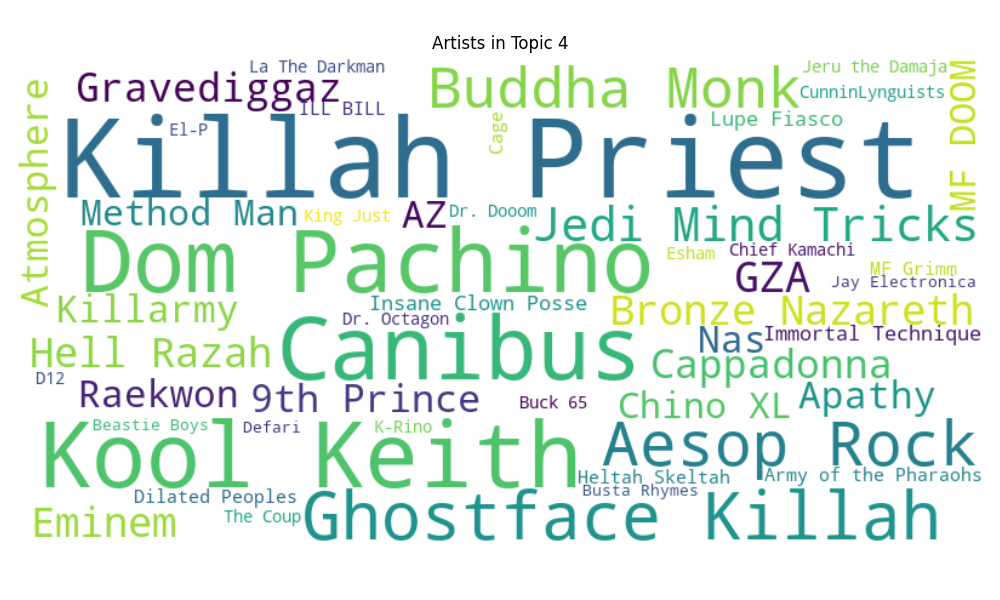 Artists in Topic 4
La The Darkman
Gravediggaz
ILL BILL
Buddha Monk
Jeru the Damaja
CunninLynguists
MF DOOM
Atmosphere
El-P
Cage
Lupe Fiasco
Killah Priest
Method Man
King Just
AZ
Dr. Dooom
Jedi Mind Tricks
Dom Pachino
Esham
Chief Kamachi
GZA
MF Grimm
Jay Electronica
Killarmy
Insane Clown Posse
Bronze Nazareth
Dr. Octagon
Canibus
Nas
Immortal Technique
Hell Razah
Cappadonna
D12
Raekwon
9th Prince
Buck 65
Chino XL
Apathy
Beastie Boys
Defari
K-Rino
Kool Keith
Aesop Rock
Heltah Skeltah
Army of the Pharaohs
Dilated Peoples
Busta Rhymes
Eminem
The Coup
Ghostface Killah